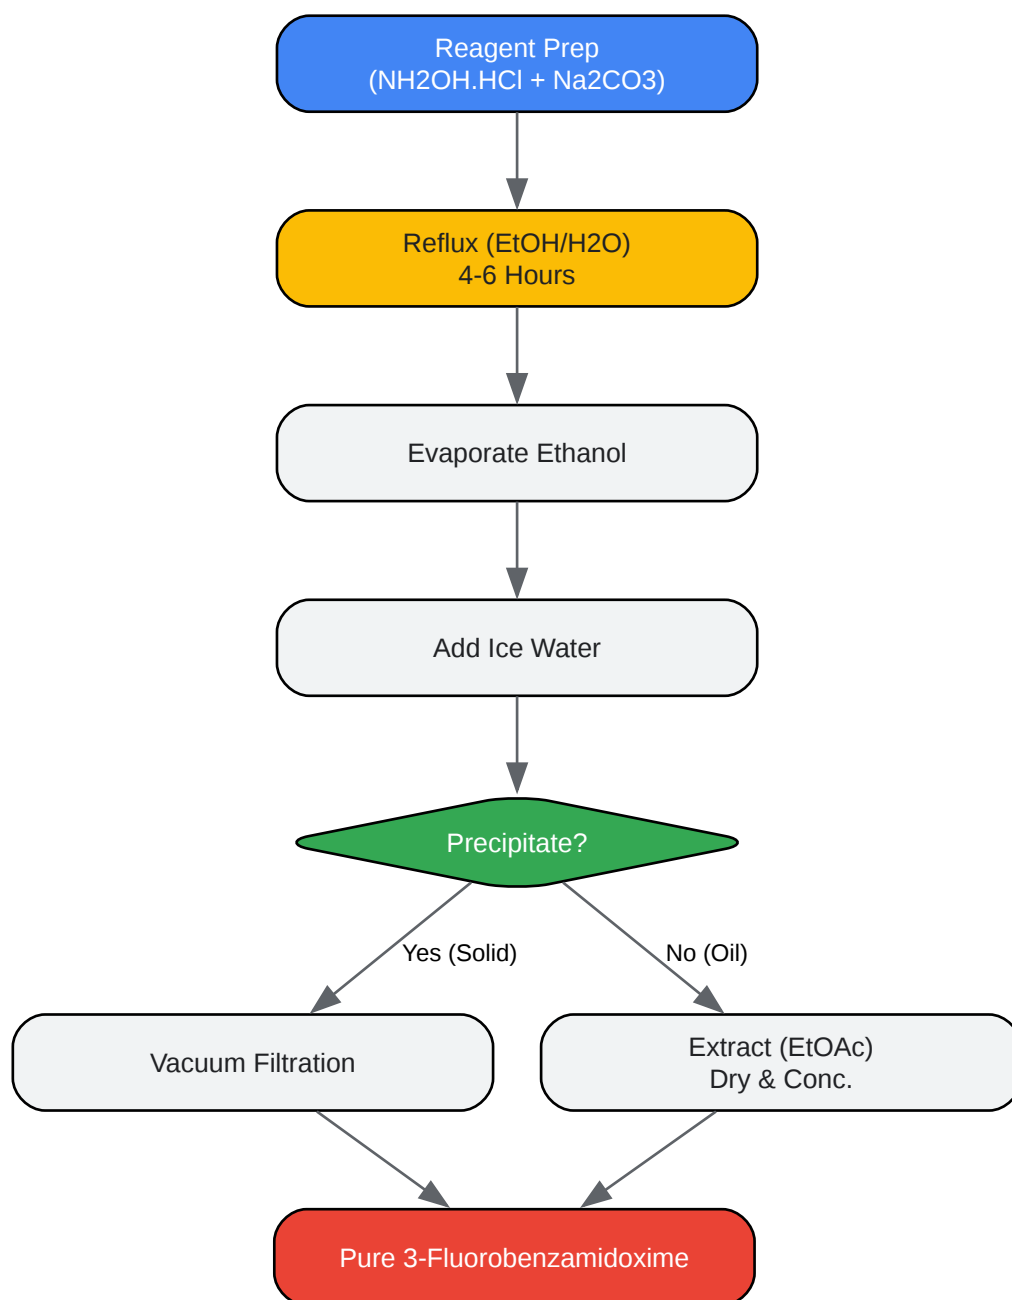 Reagent Prep
(NH2OH.HCl + Na2CO3)
Reflux (EtOH/H2O)
4-6 Hours
Evaporate Ethanol
Add Ice Water
Precipitate?
Yes (Solid)
No (Oil)
Vacuum Filtration
Extract (EtOAc)
Dry & Conc.
Pure 3-Fluorobenzamidoxime